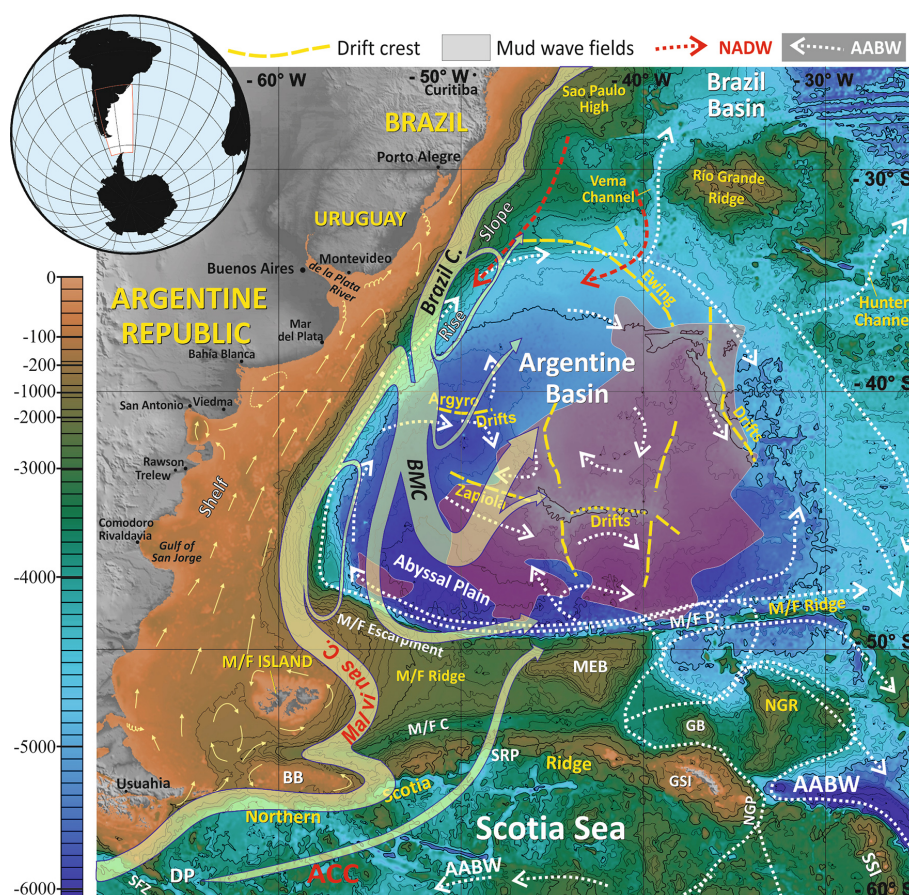 Drift crest
Mud wave fields
NADW
AABW
-60° W
-50° W
-40° W
-30° W
Curitiba
Sao Paulo
High
Brazil
Basin
BRAZIL
Porto Alegre
Vema
Channel
Rio Grande
Ridge
- 30° S
URUGUAY
Slope
Montevideo
Buenos Aires
de la Plata
River
Brazil C.
Ewing
Hunter
Channel
0
-100
-200
-1000
-2000
-3000
-4000
-5000
-6000
ARGENTINE
REPUBLIC
Mar
del Plata
Rise
Bahia Blanca
Argentine
Basin
- 40° S
San Antonio
Viedma
Argyro
Drifts
Drifts
Rawson
Trelew
BMC
Shelf
Zapiola
Drifts
Comodoro
Rivaldavia
Gulf of
San Jorge
Abyssal Plain
M/F Escarpment
M/F P.
M/F Ridge
- 50° S
M/F ISLAND
M/F Ridge
MEB
Malvinas C.
NGR
M/F C
GB
SRP
Ridge
BB
Usuahia
Scotia
GSI
AABW
Northern
NGP
Scotia Sea
DP
ACC
AABW
SFZ
SSI
- 60° S